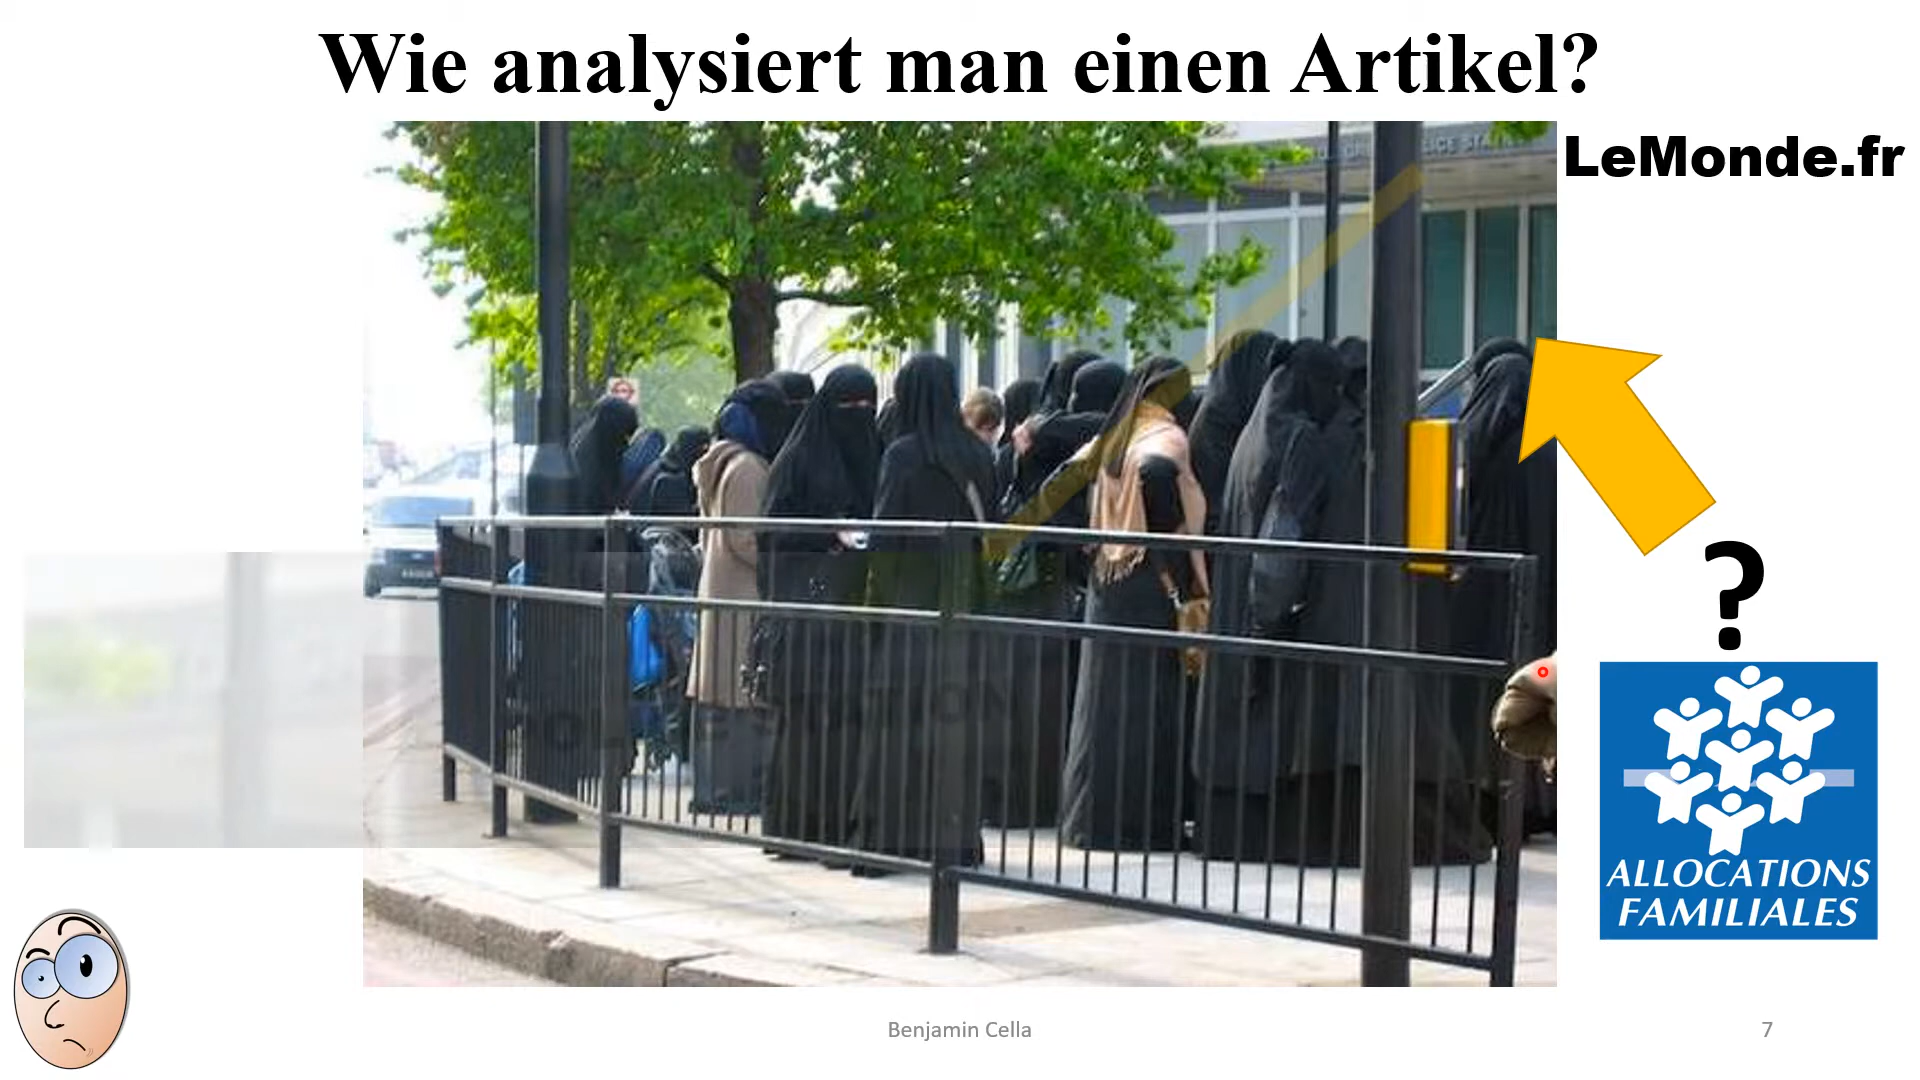 Wie analysiert man einen Artikel?
LeMonde.fr
?
ALLOCATIONS
FAMILIALES
Benjamin Cella
7